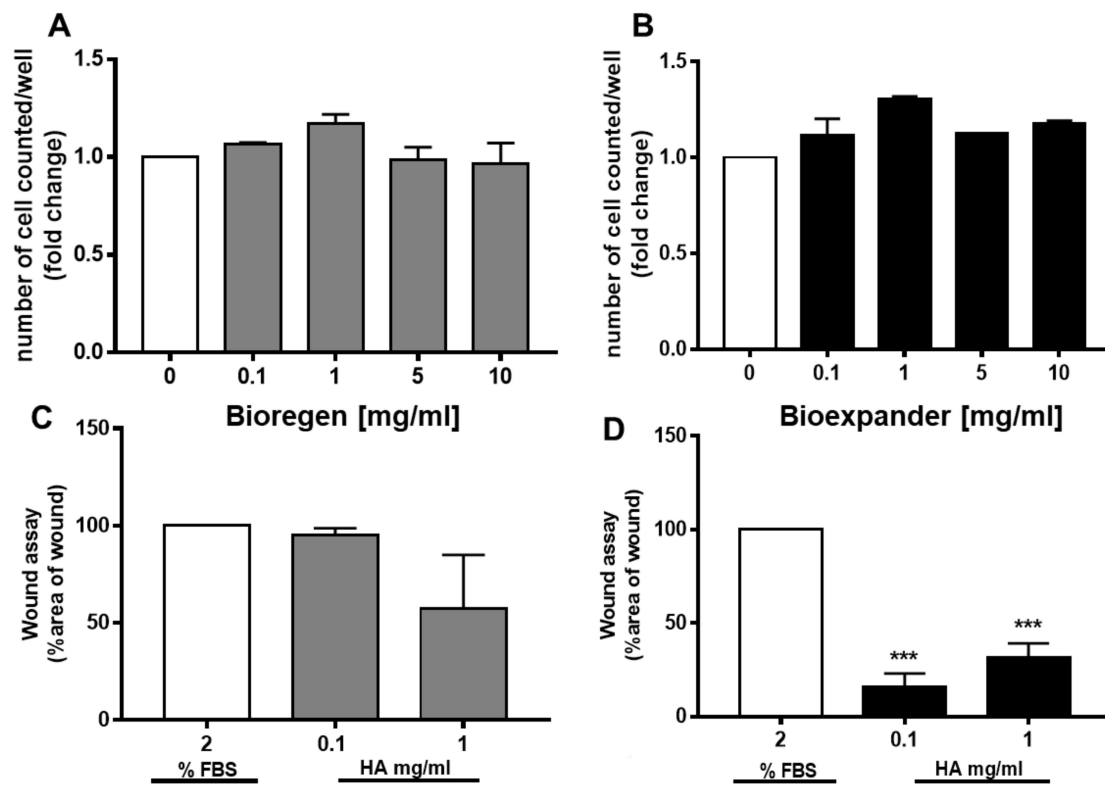 A
number of cell counted/well
(fold change)
1.5
1.0
0.5
0.0
0 0.1 1 5 10
Bioregen [mg/ml]
B
number of cell counted/well
(fold change)
1.5
1.0
0.5
0.0
0 0.1 1 5 10
Bioexpander [mg/ml]
C
Wound assay
(%area of wound)
150
100
50
0
2 0.1 1
% FBS HA mg/ml
D
Wound assay
(%area of wound)
150
100
50
0
***
***
2 0.1 1
% FBS HA mg/ml